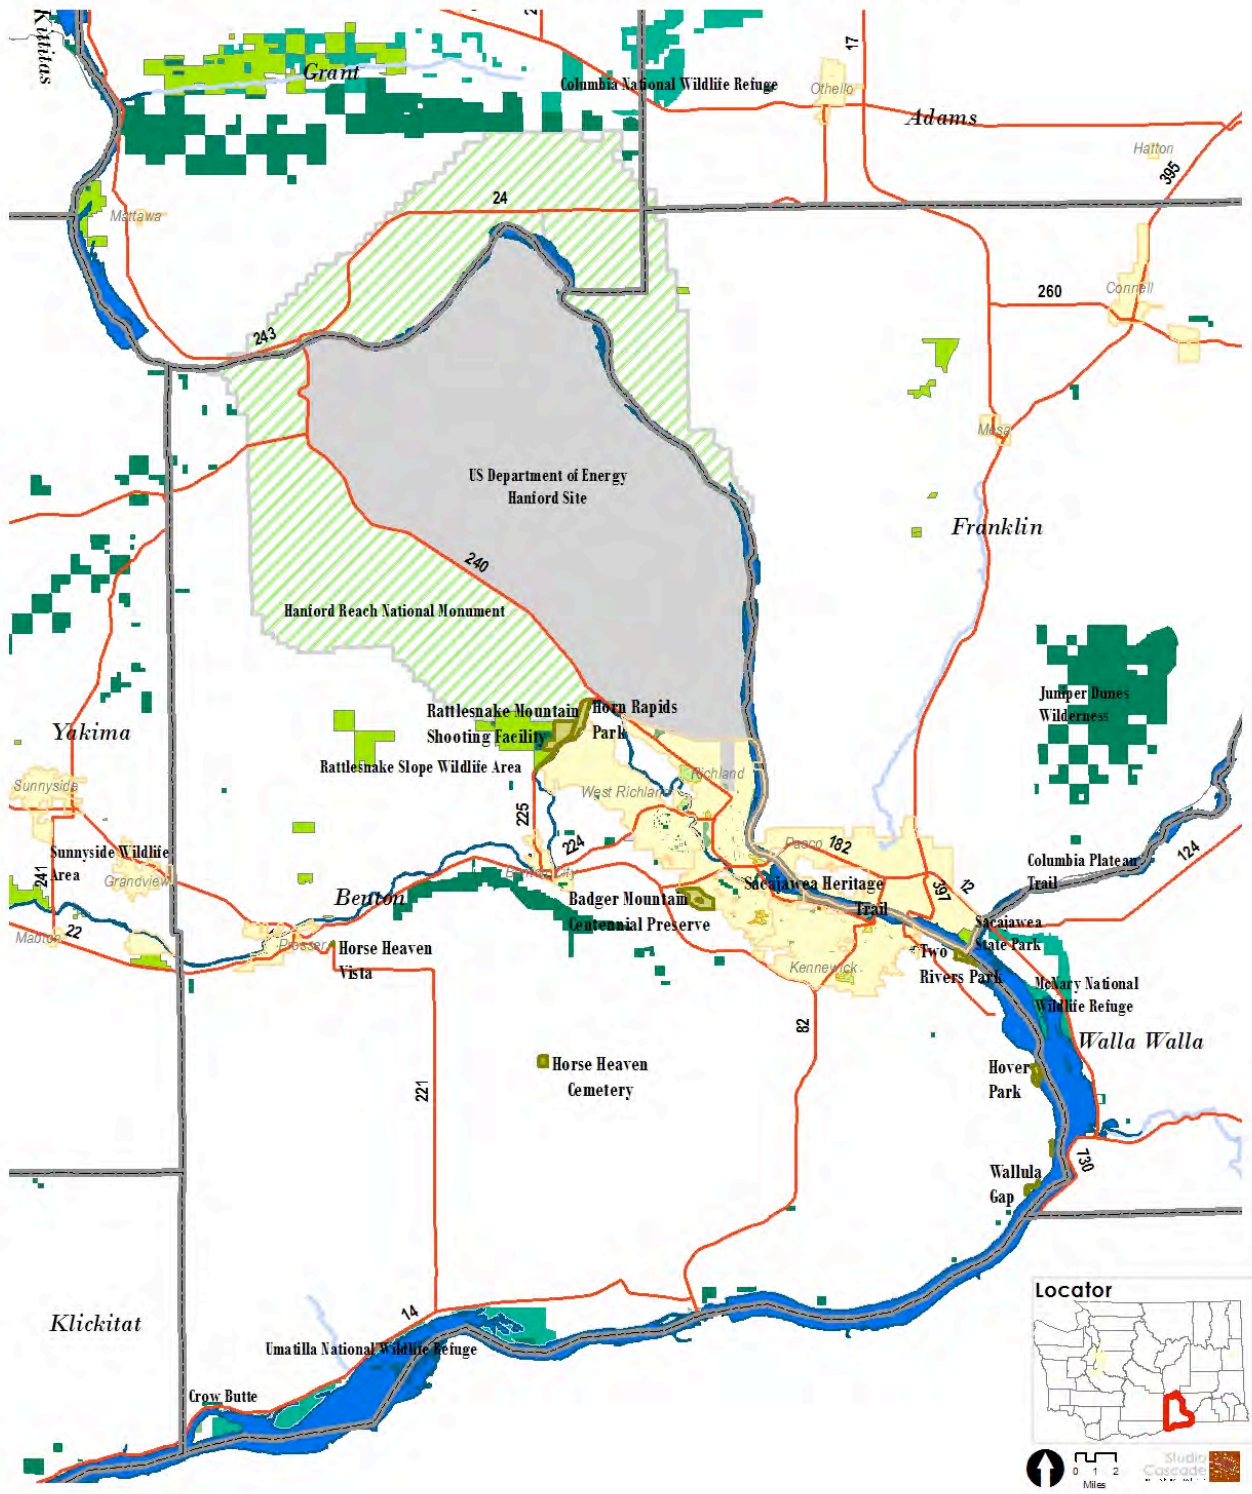 Kittitas
Grant
Columbia National Wildlife Refuge
17
Othello
Adams
Hatton
395
Mattawa
24
243
260
Connell
Mesa
US Department of Energy
Hanford Site
Franklin
240
Hanford Reach National Monument
Juniper Dunes
Wilderness
Yakima
Rattlesnake Mountain
Shooting Facility
Horn Rapids
Park
Rattlesnake Slope Wildlife Area
Richland
West Richland
Sunnyside
225
224
Pasco
182
Sunnyside Wildlife
Area
241
Grandview
Columbia Plateau
Trail
124
Benton
Sacajawea Heritage
Trail
397
12
Badger Mountain
Centennial Preserve
Sacajawea
State Park
Mabton
22
Prosser
Horse Heaven
Vista
Kennewick
Two
Rivers Park
McNary National
Wildlife Refuge
82
Walla Walla
Horse Heaven
Cemetery
221
Hover
Park
730
Wallula
Gap
Klickitat
14
Umatilla National Wildlife Refuge
Crow Butte
Locator
0 1 2
Miles
Studio
Cascade